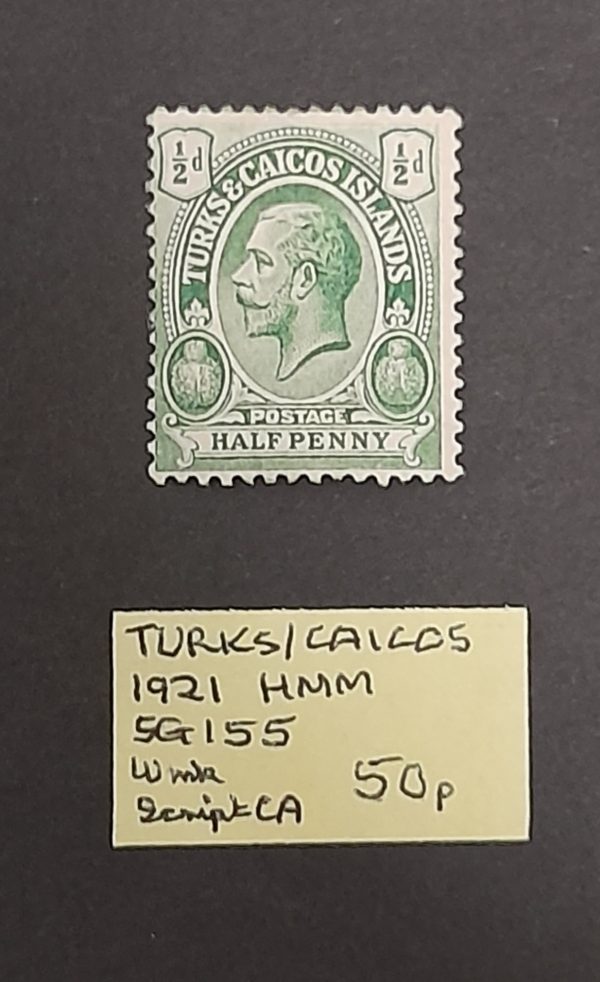 ½d ½d
TURKS & CAICOS ISLANDS
POSTAGE
HALF PENNY
TURKS/CAICOS
1921 HMM
SG155
Wmk
Script CA 50p